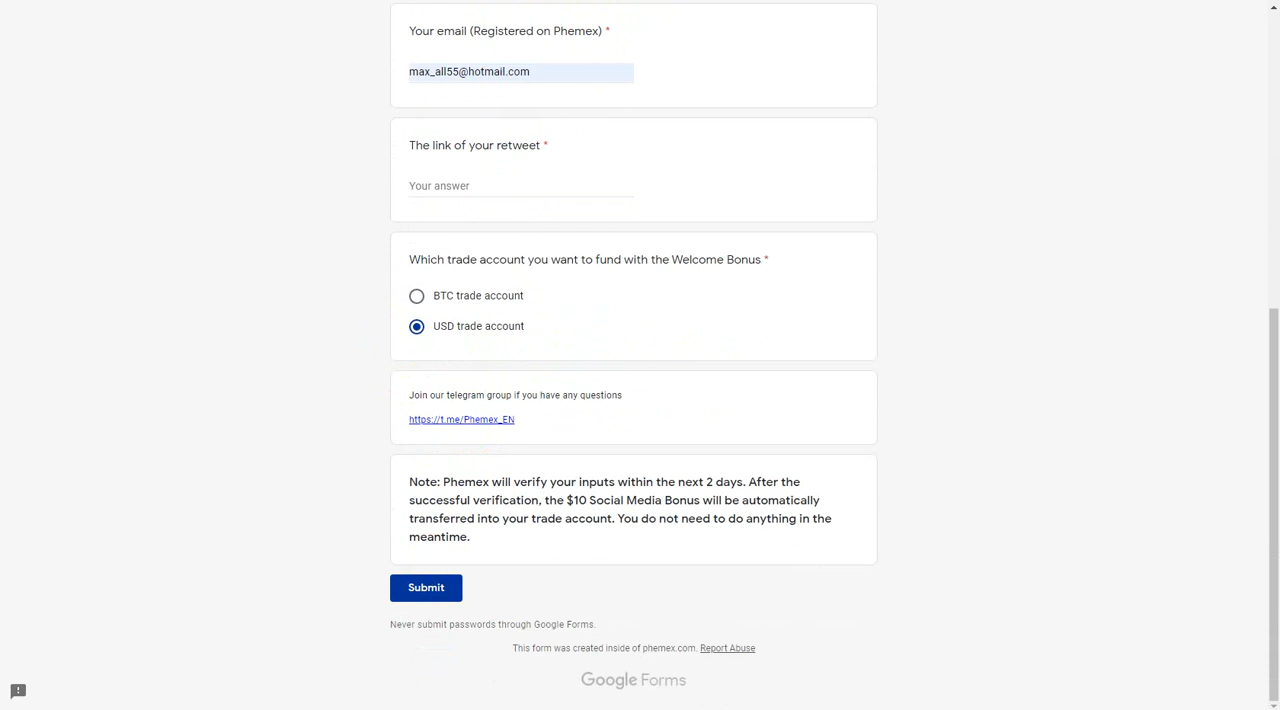 Your email (Registered on Phemex) *
max_all55@hotmail.com
The link of your retweet *
Your answer
Which trade account you want to fund with the Welcome Bonus *
BTC trade account
USD trade account
Join our telegram group if you have any questions
https://t.me/Phemex_EN
Note: Phemex will verify your inputs within the next 2 days. After the
successful verification, the $10 Social Media Bonus will be automatically
transferred into your trade account. You do not need to do anything in the
meantime.
Submit
Never submit passwords through Google Forms.
This form was created inside of phemex.com. Report Abuse
Google Forms